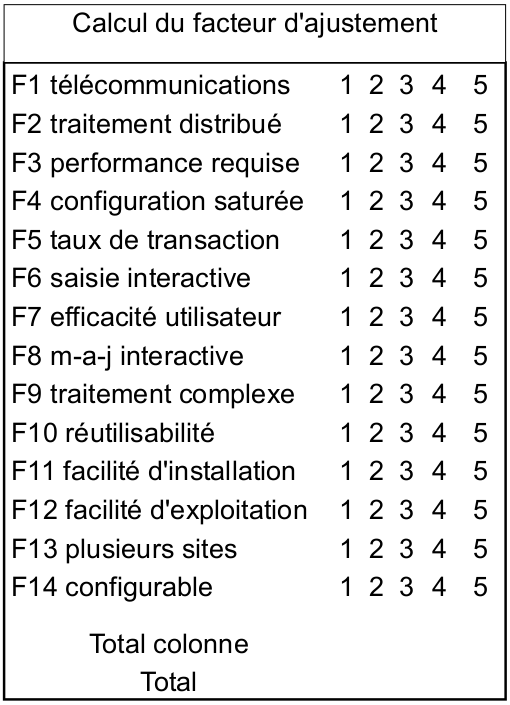 Calcul du facteur d'ajustement
F1 télécommunications 1 2 3 4 5
F2 traitement distribué 1 2 3 4 5
F3 performance requise 1 2 3 4 5
F4 configuration saturée 1 2 3 4 5
F5 taux de transaction 1 2 3 4 5
F6 saisie interactive 1 2 3 4 5
F7 efficacité utilisateur 1 2 3 4 5
F8 m-a-j interactive 1 2 3 4 5
F9 traitement complexe 1 2 3 4 5
F10 réutilisabilité 1 2 3 4 5
F11 facilité d'installation 1 2 3 4 5
F12 facilité d'exploitation 1 2 3 4 5
F13 plusieurs sites 1 2 3 4 5
F14 configurable 1 2 3 4 5
Total colonne
Total